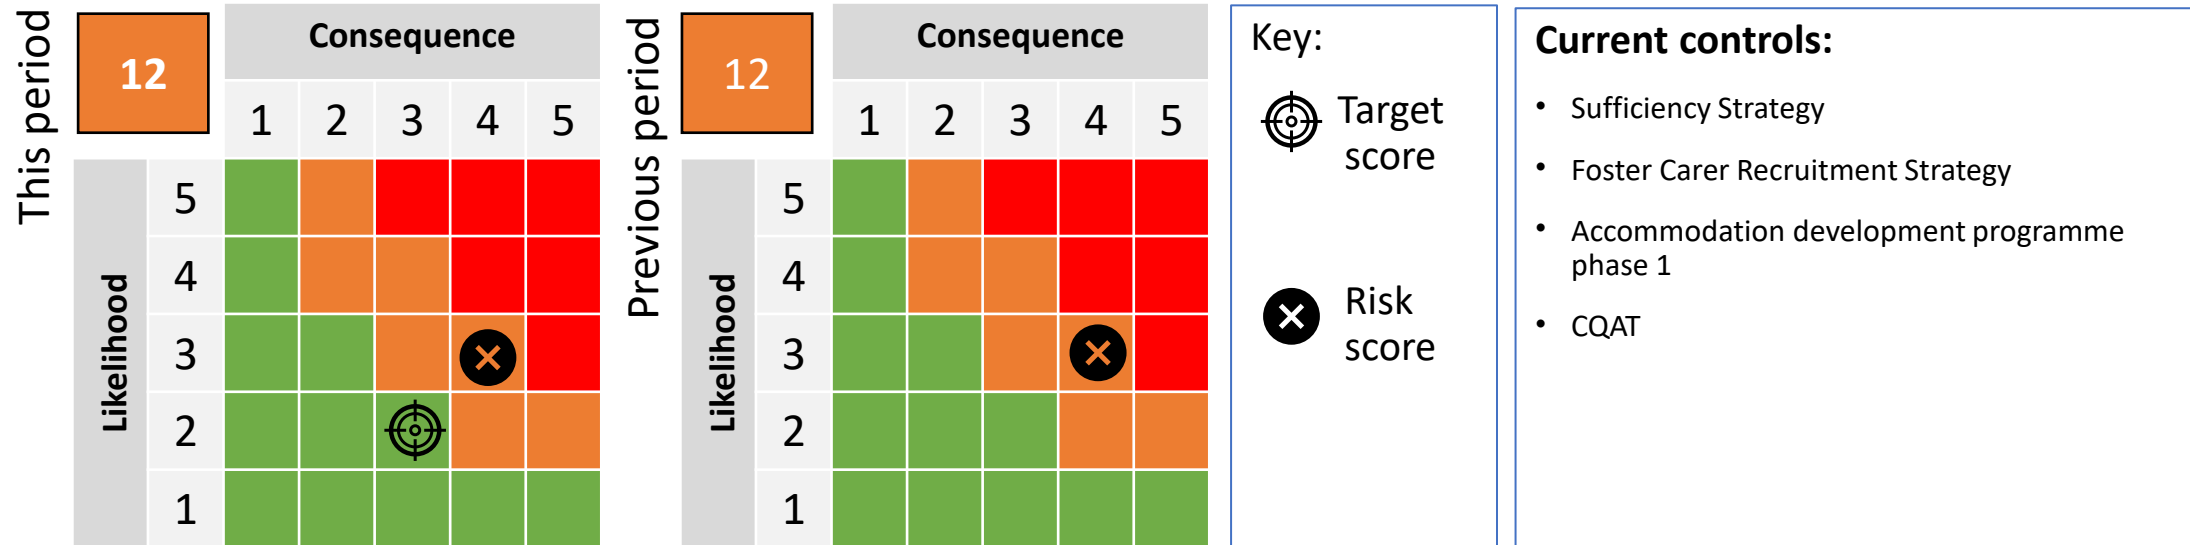 This period
12
Consequence
1 2 3 4 5
Likelihood
5
4
3
2
1
Previous period
12
Consequence
1 2 3 4 5
Likelihood
5
4
3
2
1
Key:
Target
score
Risk
score
Current controls:
• Sufficiency Strategy
• Foster Carer Recruitment Strategy
• Accommodation development programme
phase 1
• CQAT